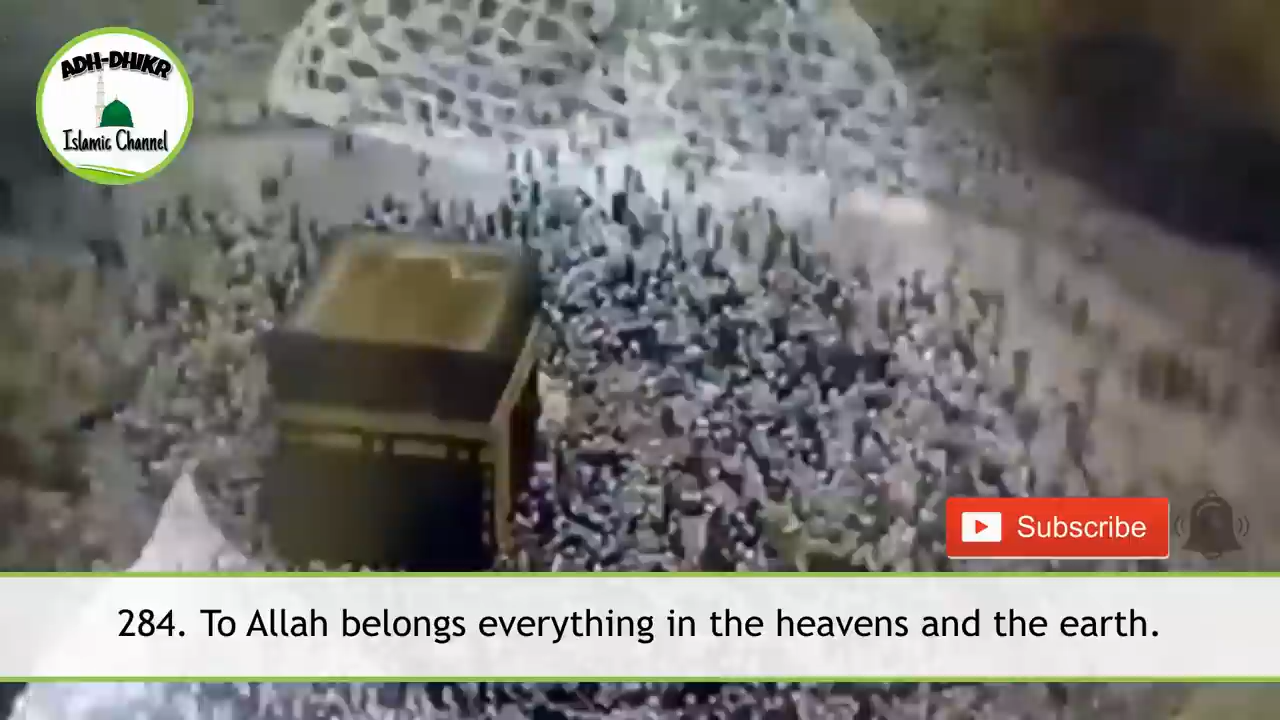 ADH-DHIKR
Islamic Channel
Subscribe
284. To Allah belongs everything in the heavens and the earth.